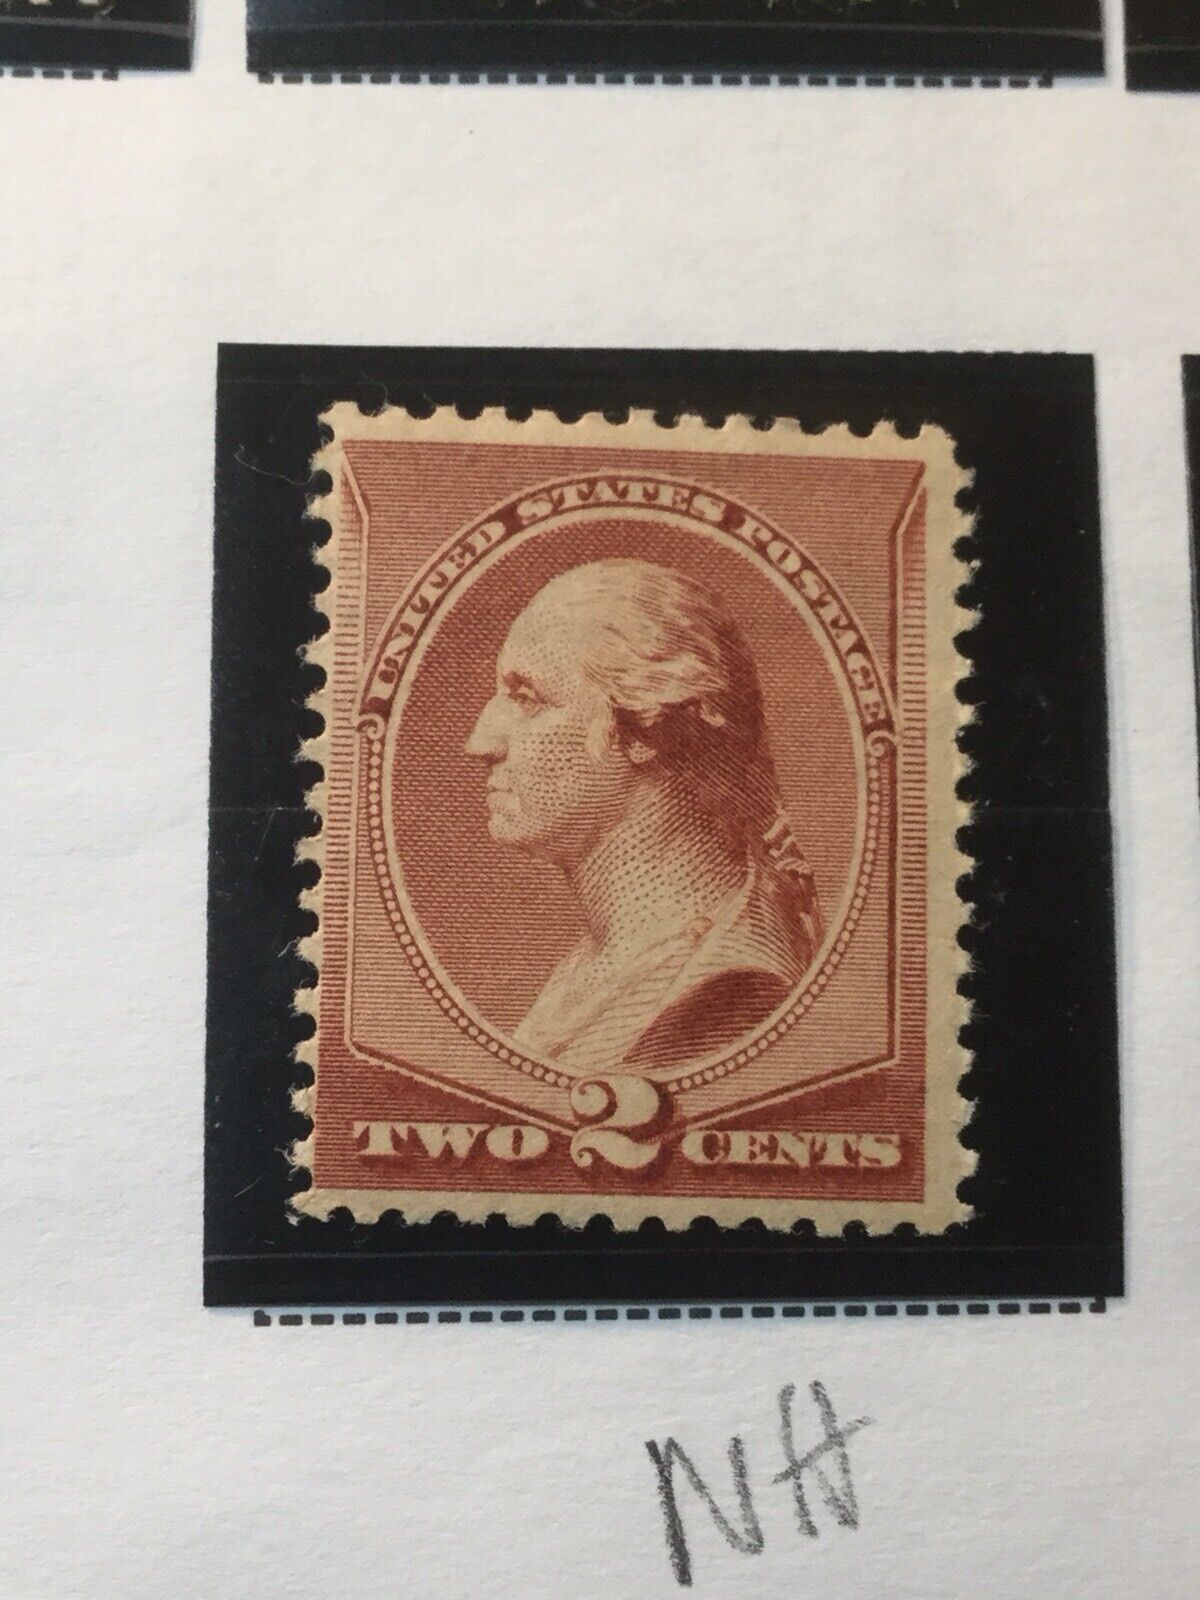 UNITED STATES POSTAGE
TWO 2 CENTS
NH